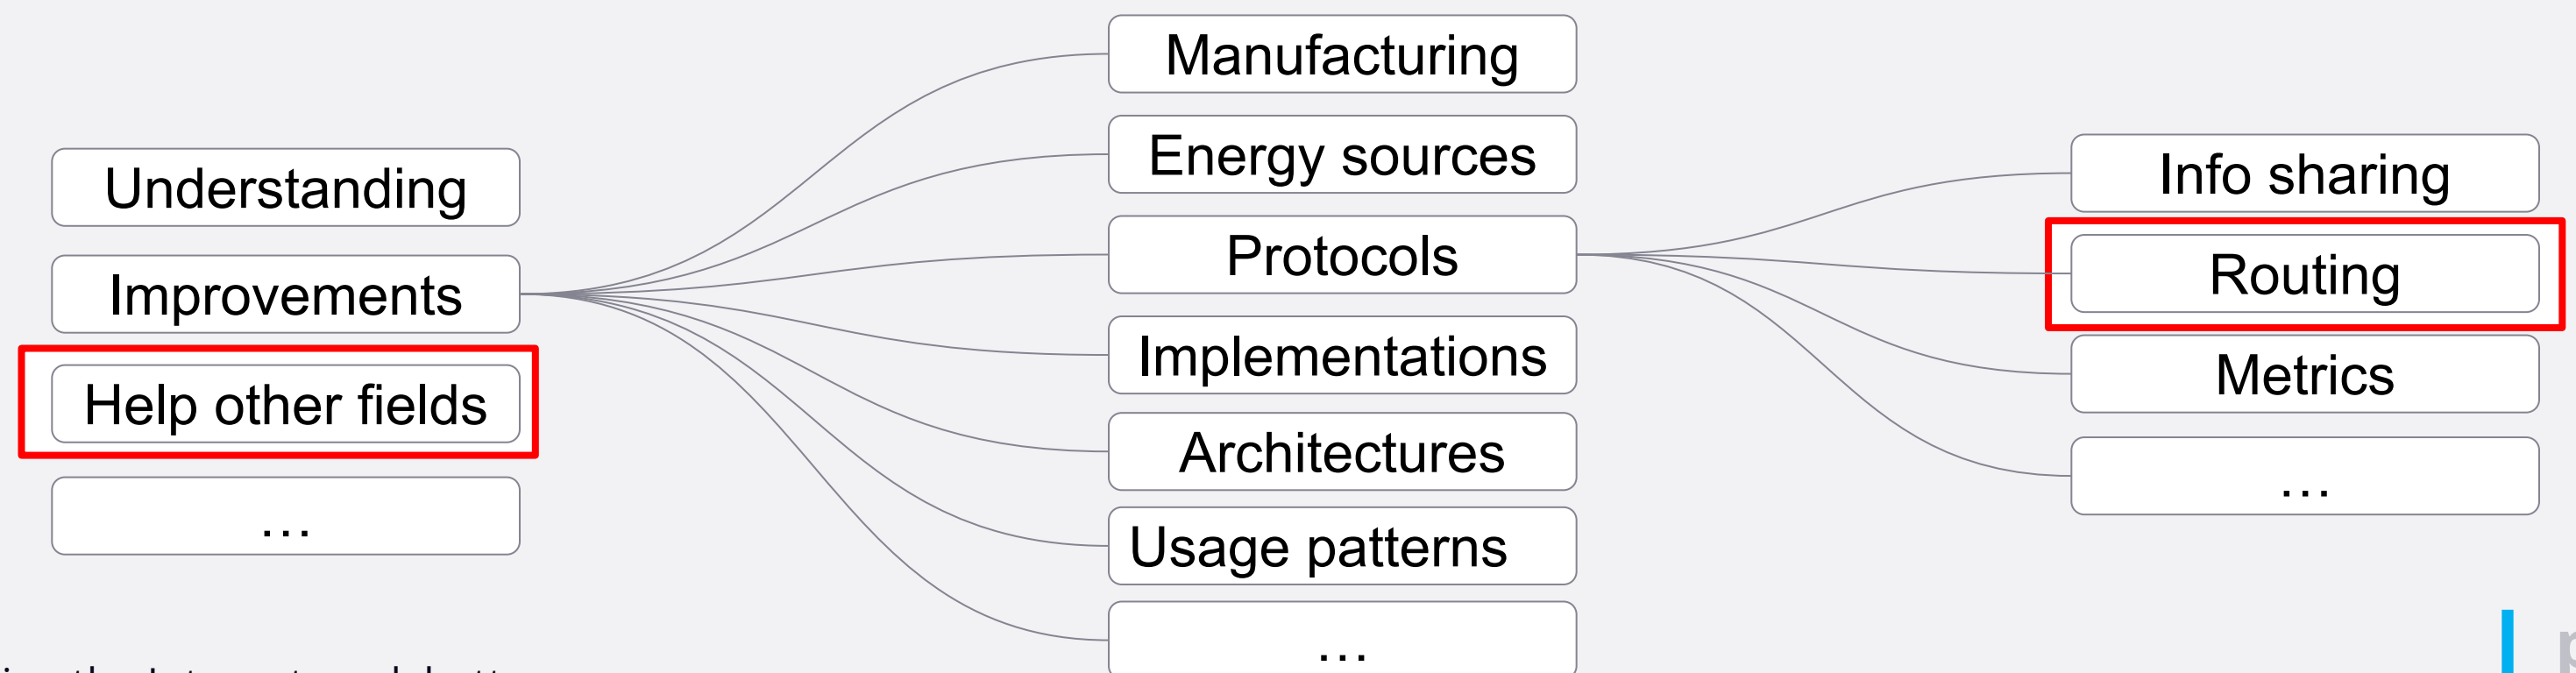 Understanding
Improvements
Help other fields
…
Manufacturing
Energy sources
Protocols
Implementations
Architectures
Usage patterns
…
Info sharing
Routing
Metrics
…